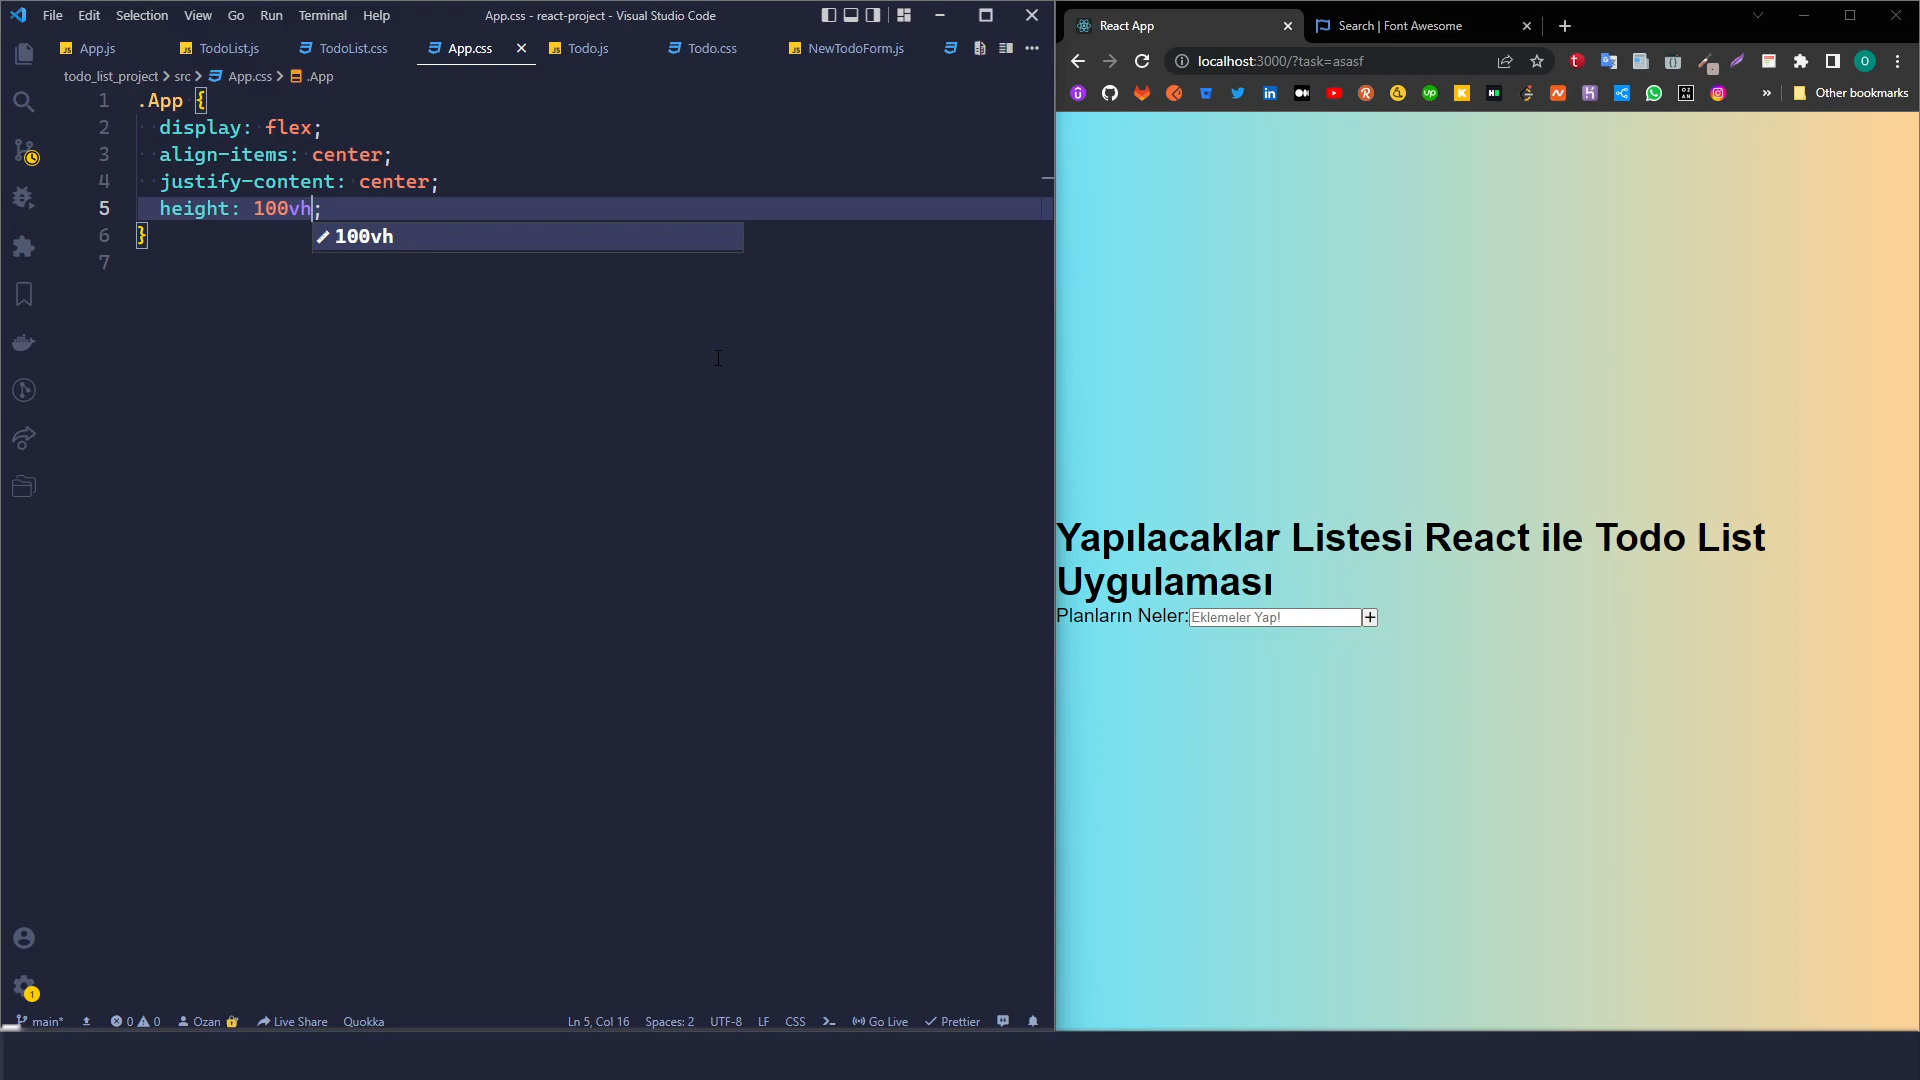 File Edit Selection View Go Run Terminal Help
App.css - react-project - Visual Studio Code
App.js TodoList.js TodoList.css App.css Todo.js Todo.css NewTodoForm.js
todo_list_project > src > App.css > .App
1 .App {
2 display: flex;
3 align-items: center;
4 justify-content: center;
5 height: 100vh;
100vh
6 }
7
main* 0 0 Ozan Live Share Quokka Ln 5, Col 16 Spaces: 2 UTF-8 LF CSS Go Live Prettier
1
React App
Search | Font Awesome
localhost:3000/?task=asasf
Other bookmarks
Yapılacaklar Listesi React ile Todo List
Uygulaması
Planların Neler: Eklemeler Yap! +